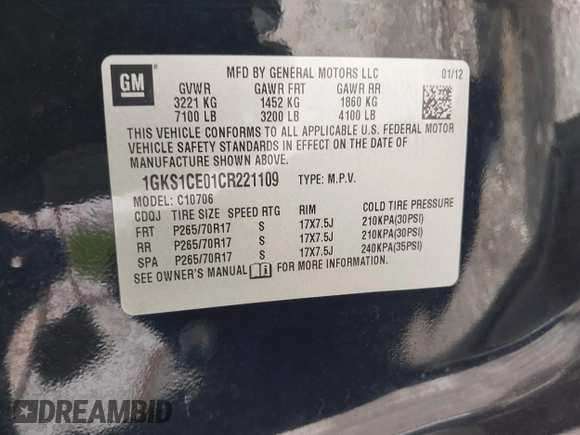 GM
MFD BY GENERAL MOTORS LLC 01/12
GVWR GAWR FRT GAWR RR
3221 KG 1452 KG 1860 KG
7100 LB 3200 LB 4100 LB
THIS VEHICLE CONFORMS TO ALL APPLICABLE U.S. FEDERAL MOTOR
VEHICLE SAFETY STANDARDS IN EFFECT ON THE DATE OF
MANUFACTURE SHOWN ABOVE.
1GKS1CE01CR221109 TYPE: M.P.V.
MODEL: C10706
CDQJ TIRE SIZE SPEED RTG RIM COLD TIRE PRESSURE
FRT P265/70R17 S 17X7.5J 210KPA(30PSI)
RR P265/70R17 S 17X7.5J 210KPA(30PSI)
SPA P265/70R17 S 17X7.5J 240KPA(35PSI)
SEE OWNER'S MANUAL FOR MORE INFORMATION.
DREAMBID